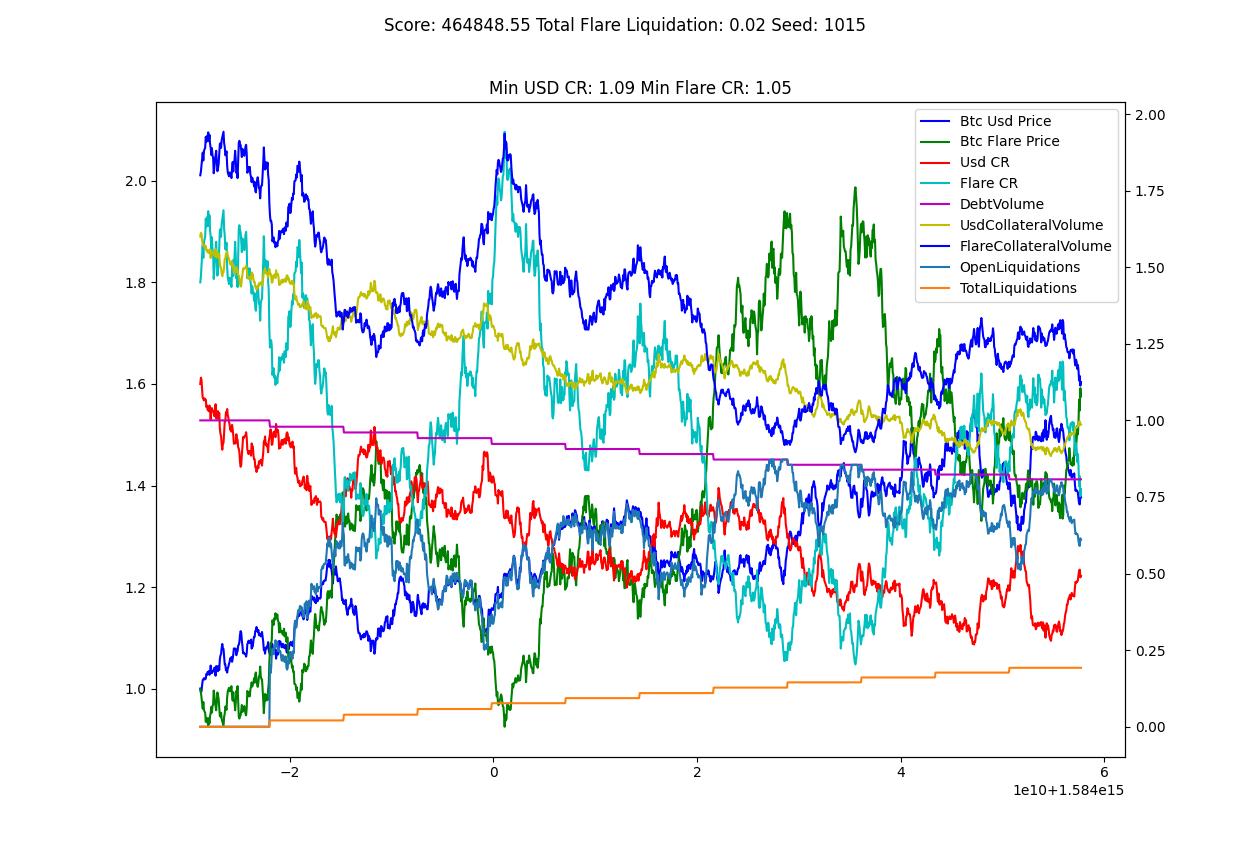 Score: 464848.55 Total Flare Liquidation: 0.02 Seed: 1015
Min USD CR: 1.09 Min Flare CR: 1.05
Btc Usd Price
Btc Flare Price
Usd CR
Flare CR
DebtVolume
UsdCollateralVolume
FlareCollateralVolume
OpenLiquidations
TotalLiquidations
2.0
1.8
1.6
1.4
1.2
1.0
2.00
1.75
1.50
1.25
1.00
0.75
0.50
0.25
0.00
−2 0 2 4 6
1e10+1.584e15